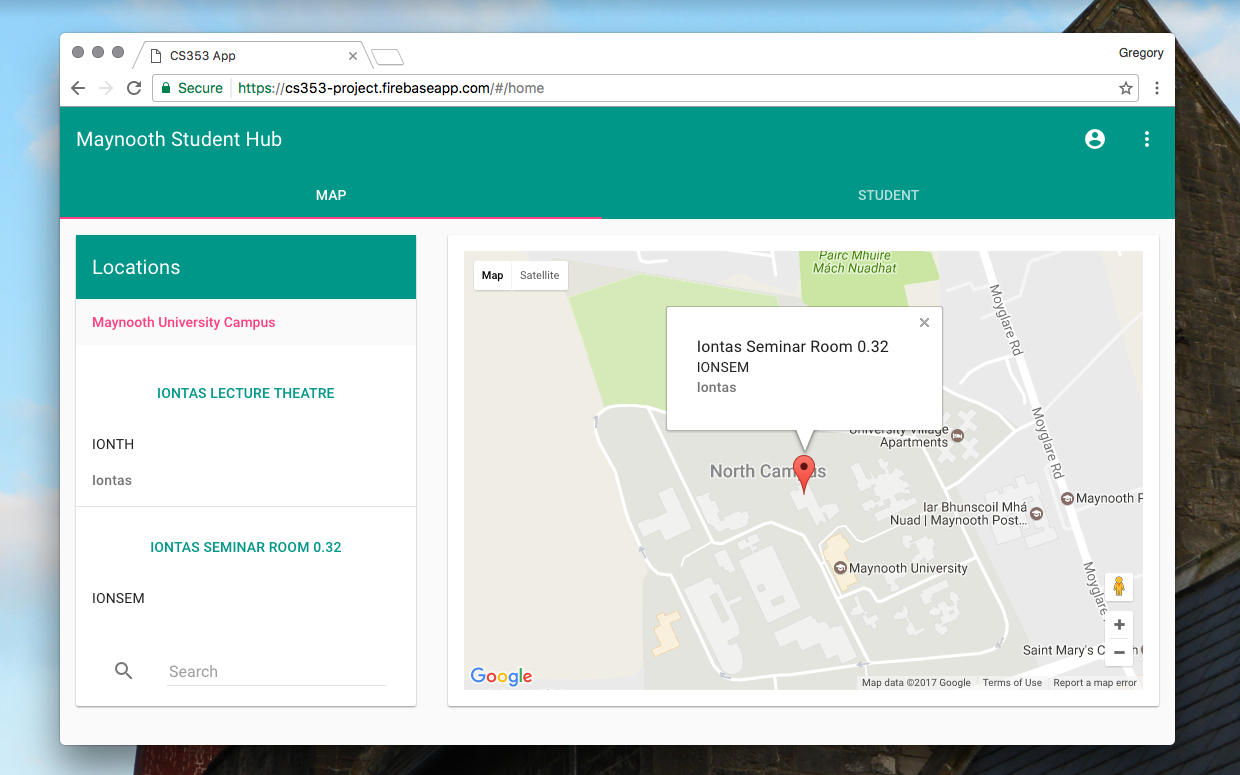 CS353 App
Gregory
Secure
https://cs353-project.firebaseapp.com/#/home
Maynooth Student Hub
MAP
STUDENT
Locations
Maynooth University Campus
IONTAS LECTURE THEATRE
IONTH
Iontas
IONTAS SEMINAR ROOM 0.32
IONSEM
Search
Map
Satellite
Pairc Mhuire
Mách Nuadhat
Moyglare Rd
Iontas Seminar Room 0.32
IONSEM
Iontas
University Village
Apartments
Moyglare Rd
North Campus
Maynooth P
Iar Bhunscoil Mhá
Nuad | Maynooth Post...
Maynooth University
Moyglare
Saint Mary's C
Google
Map data ©2017 Google
Terms of Use
Report a map error